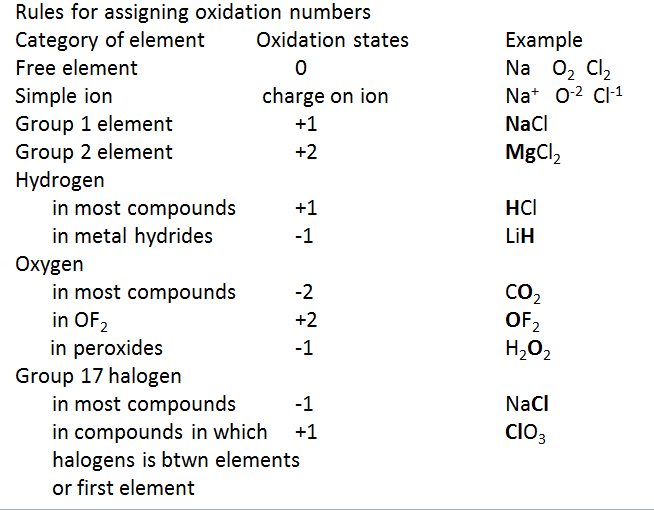 Rules for assigning oxidation numbers
Category of element Oxidation states Example
Free element 0 Na O₂ Cl₂
Simple ion charge on ion Na⁺ O⁻² Cl⁻¹
Group 1 element +1 NaCl
Group 2 element +2 MgCl₂
Hydrogen
in most compounds +1 HCl
in metal hydrides -1 LiH
Oxygen
in most compounds -2 CO₂
in OF₂ +2 OF₂
in peroxides -1 H₂O₂
Group 17 halogen
in most compounds -1 NaCl
in compounds in which +1 ClO₃
halogens is btwn elements
or first element